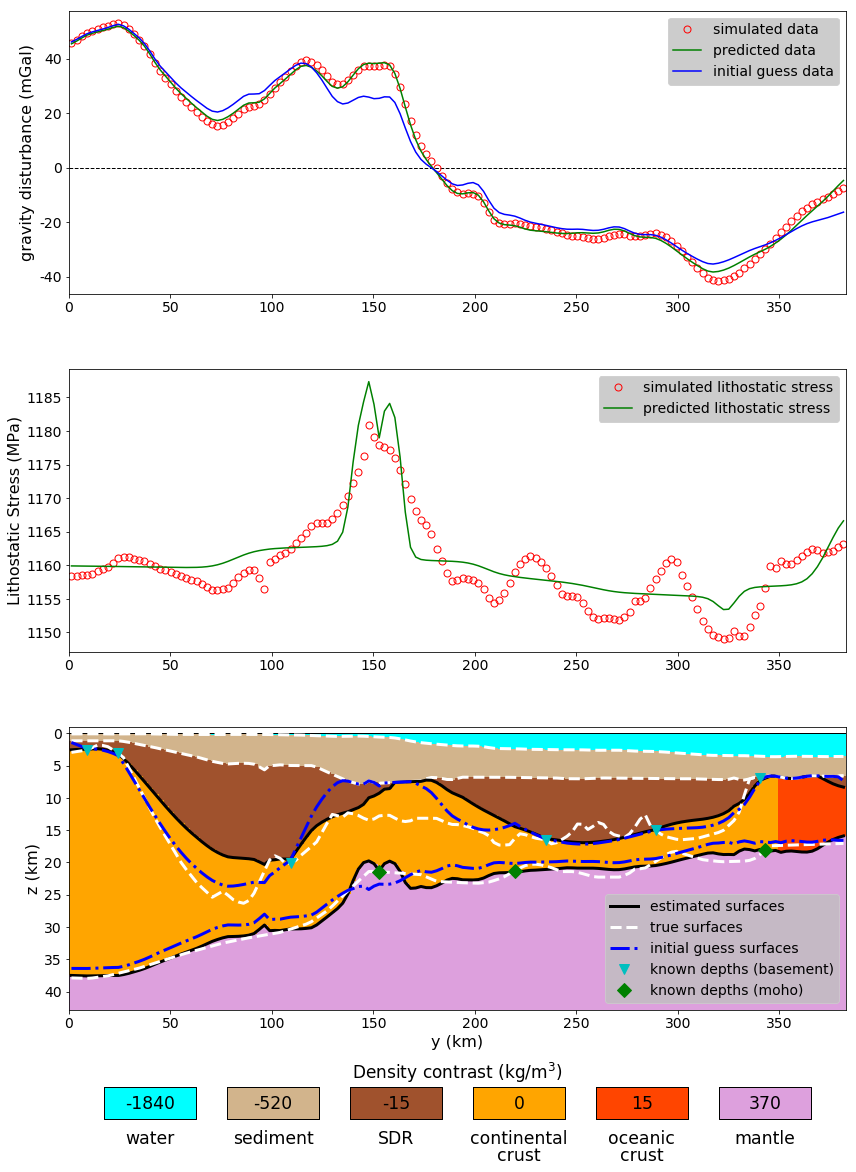 gravity disturbance (mGal)
40
20
0
-20
-40
0 50 100 150 200 250 300 350
simulated data
predicted data
initial guess data
Lithostatic Stress (MPa)
1185
1180
1175
1170
1165
1160
1155
1150
0 50 100 150 200 250 300 350
simulated lithostatic stress
predicted lithostatic stress
z (km)
0
5
10
15
20
25
30
35
40
0 50 100 150 200 250 300 350
y (km)
estimated surfaces
true surfaces
initial guess surfaces
known depths (basement)
known depths (moho)
Density contrast (kg/m³)
-1840 -520 -15 0 15 370
water sediment SDR continental oceanic mantle
crust crust